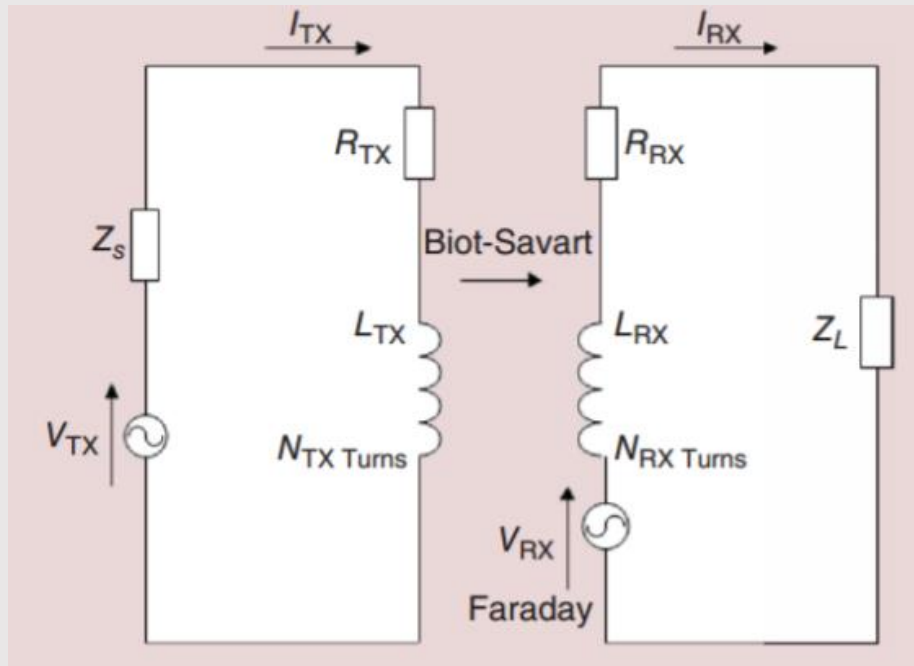 I_TX
I_RX
R_TX
R_RX
Z_s
Biot-Savart
L_TX
L_RX
Z_L
V_TX
N_TX Turns
N_RX Turns
V_RX
Faraday